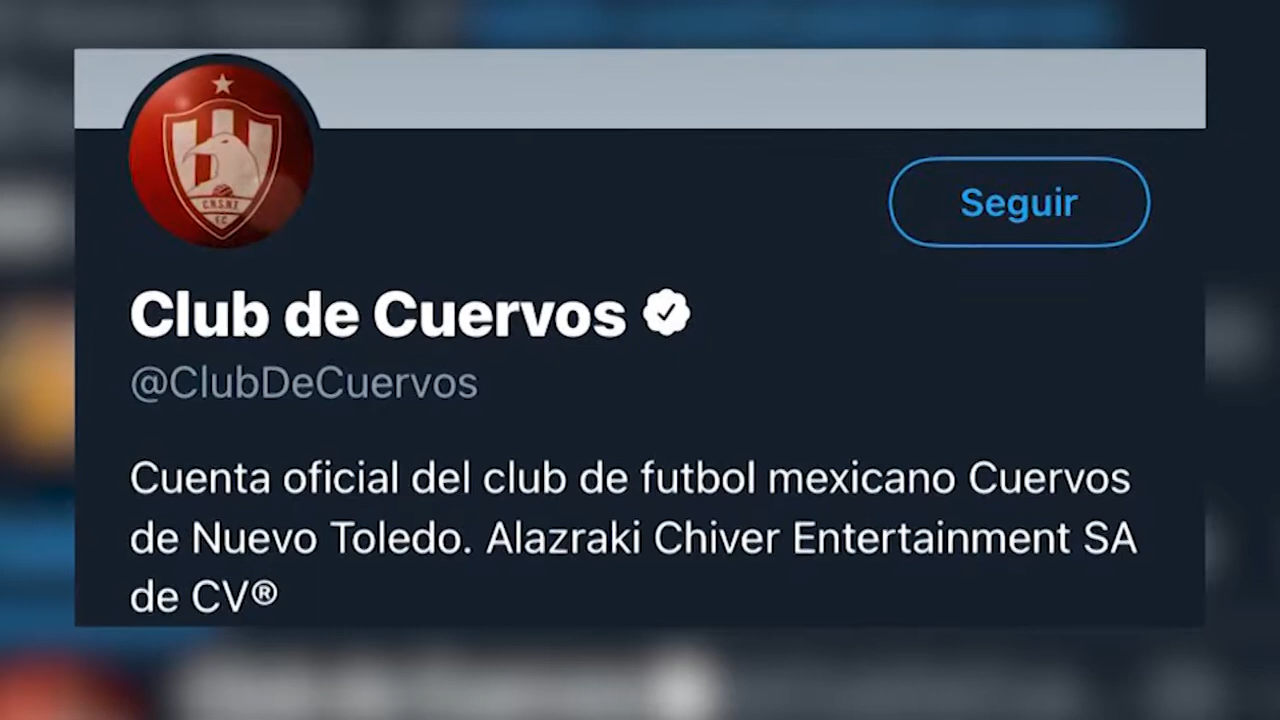 C.N.S.N.T.
F.C.
Seguir
Club de Cuervos
@ClubDeCuervos
Cuenta oficial del club de futbol mexicano Cuervos
de Nuevo Toledo. Alazraki Chiver Entertainment SA
de CV®